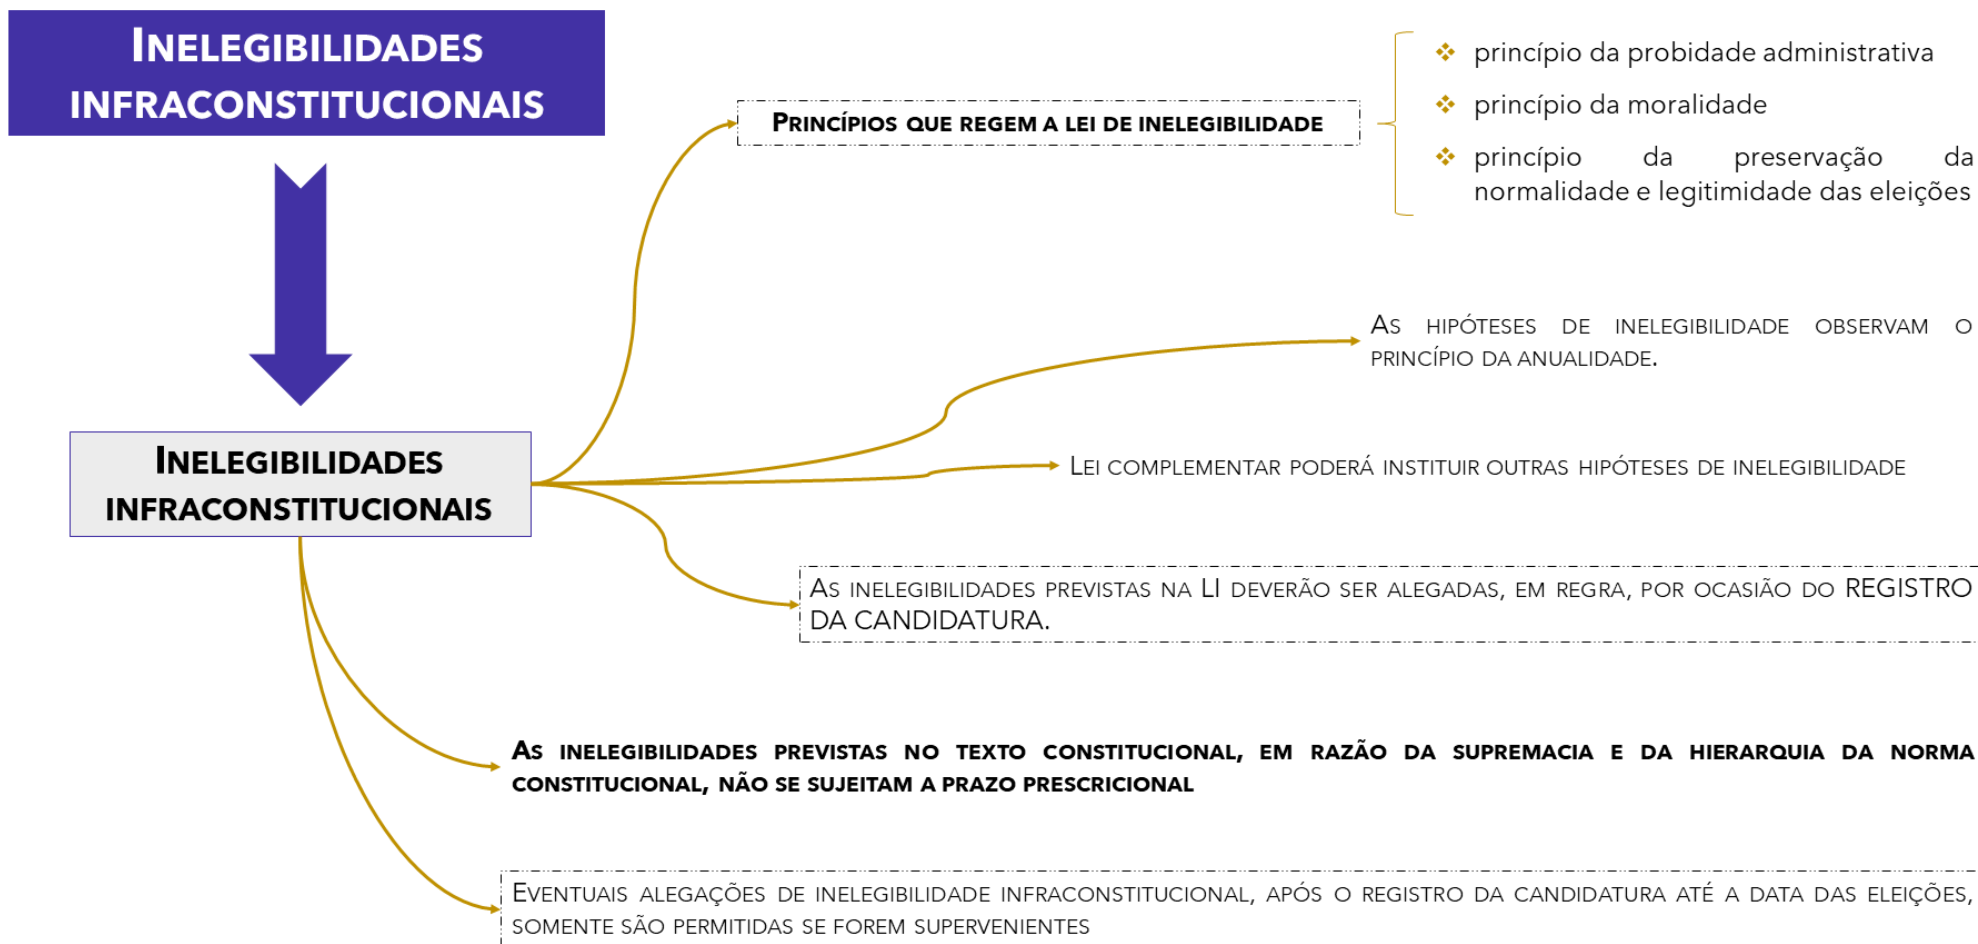 INELEGIBILIDADES
INFRACONSTITUCIONAIS
❖ princípio da probidade administrativa
❖ princípio da moralidade
❖ princípio da preservação da
normalidade e legitimidade das eleições
PRINCÍPIOS QUE REGEM A LEI DE INELEGIBILIDADE
AS HIPÓTESES DE INELEGIBILIDADE OBSERVAM O
PRINCÍPIO DA ANUALIDADE.
INELEGIBILIDADES
INFRACONSTITUCIONAIS
LEI COMPLEMENTAR PODERÁ INSTITUIR OUTRAS HIPÓTESES DE INELEGIBILIDADE
AS INELEGIBILIDADES PREVISTAS NA LI DEVERÃO SER ALEGADAS, EM REGRA, POR OCASIÃO DO REGISTRO
DA CANDIDATURA.
AS INELEGIBILIDADES PREVISTAS NO TEXTO CONSTITUCIONAL, EM RAZÃO DA SUPREMACIA E DA HIERARQUIA DA NORMA
CONSTITUCIONAL, NÃO SE SUJEITAM A PRAZO PRESCRICIONAL
EVENTUAIS ALEGAÇÕES DE INELEGIBILIDADE INFRACONSTITUCIONAL, APÓS O REGISTRO DA CANDIDATURA ATÉ A DATA DAS ELEIÇÕES,
SOMENTE SÃO PERMITIDAS SE FOREM SUPERVENIENTES